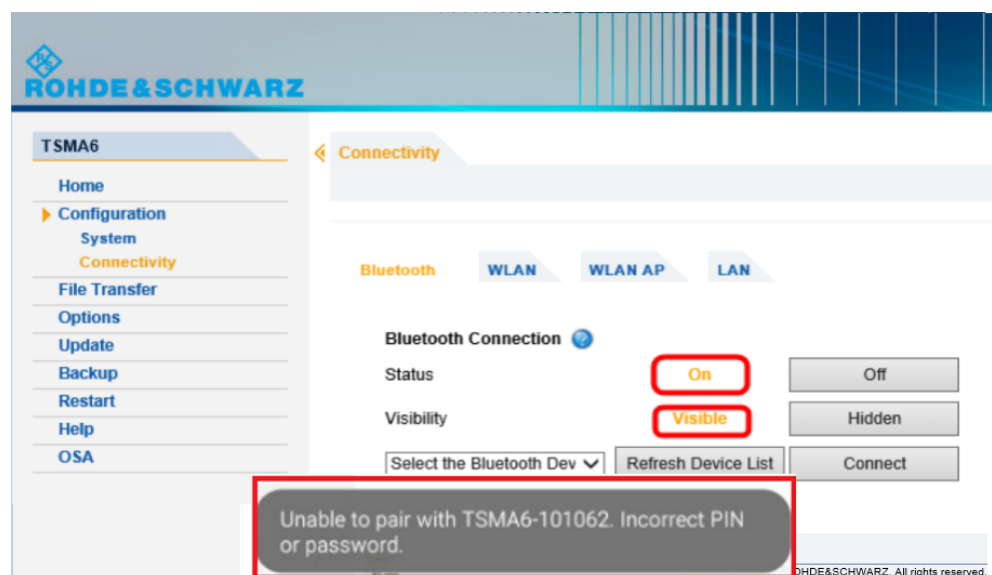 R&S
ROHDE&SCHWARZ
TSMA6
Connectivity
Home
Configuration
System
Connectivity
Bluetooth WLAN WLAN AP LAN
File Transfer
Options
Bluetooth Connection ?
Update
Backup
Status On Off
Restart
Help
Visibility Visible Hidden
OSA
Select the Bluetooth Dev Refresh Device List Connect
Unable to pair with TSMA6-101062. Incorrect PIN
or password.
OHDE&SCHWARZ. All rights reserved.